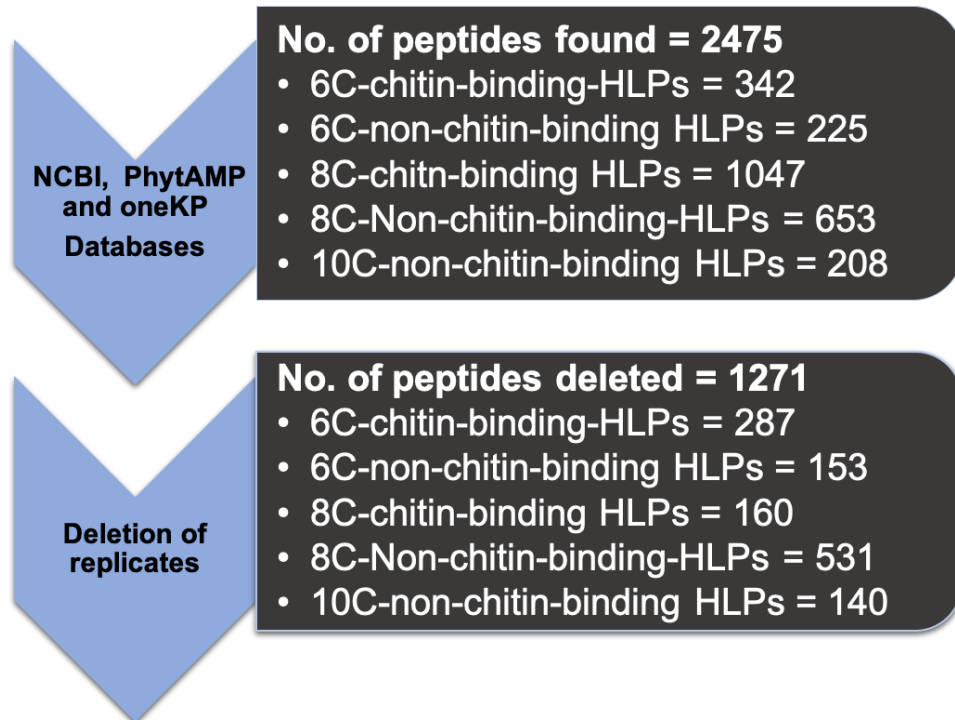 No. of peptides found = 2475
• 6C-chitin-binding-HLPs = 342
• 6C-non-chitin-binding HLPs = 225
• 8C-chitn-binding HLPs = 1047
• 8C-Non-chitin-binding-HLPs = 653
• 10C-non-chitin-binding HLPs = 208
NCBI, PhytAMP
and oneKP
Databases
No. of peptides deleted = 1271
• 6C-chitin-binding-HLPs = 287
• 6C-non-chitin-binding HLPs = 153
• 8C-chitin-binding HLPs = 160
• 8C-Non-chitin-binding-HLPs = 531
• 10C-non-chitin-binding HLPs = 140
Deletion of
replicates